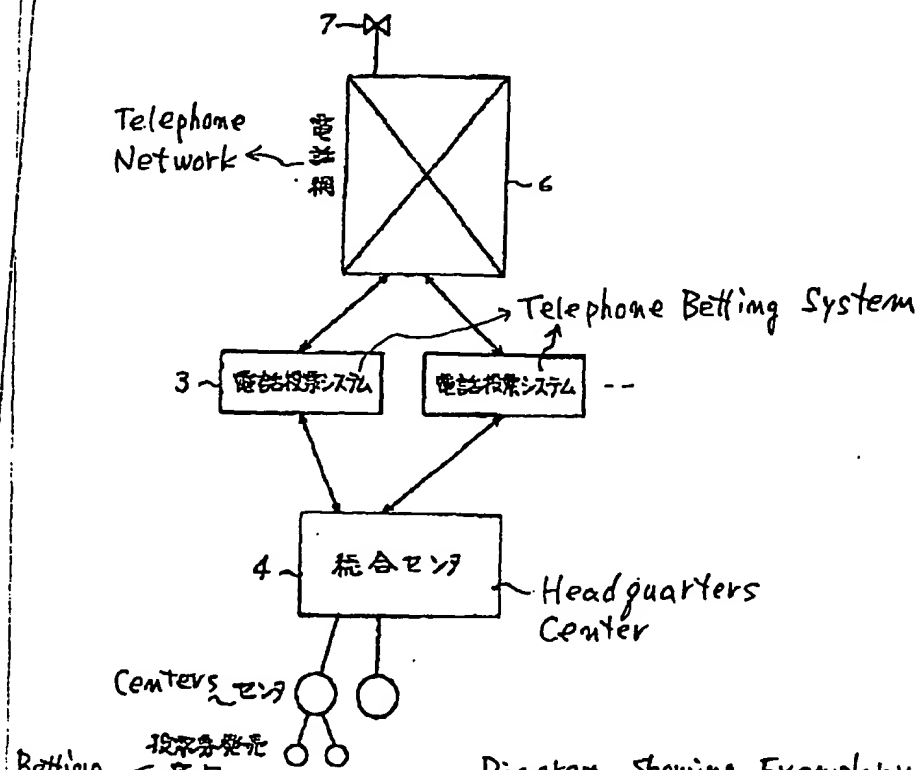 7
Telephone
Network
電話網
6
Telephone Betting System
3
電話投票システム
電話投票システム
--
4
総合センタ
Headquarters
Center
Centers
センタ
投票券発売
Betting
Diagram Showing Exemplary